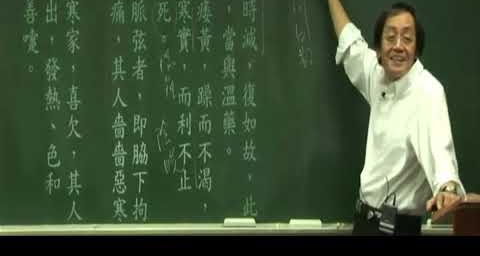 時減，復如故，此
，當與溫藥。
痿黃，躁而不渴，
寒實，而利不止
死。
脈弦者，即脇下拘
痛，其人嗇嗇惡寒
寒家，喜欠，其人
出，發熱、色和
善嚏。